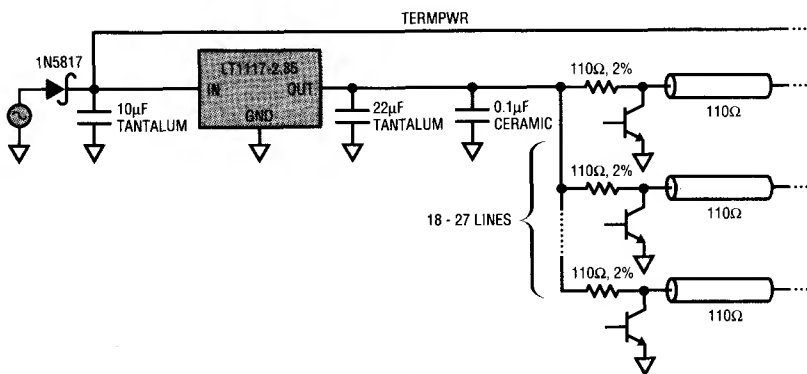 TERMPWR
1N5817
LT1117-2.85
IN OUT
GND
10µF
TANTALUM
22µF
TANTALUM
0.1µF
CERAMIC
110Ω, 2%
110Ω
110Ω, 2%
110Ω
18 - 27 LINES
110Ω, 2%
110Ω